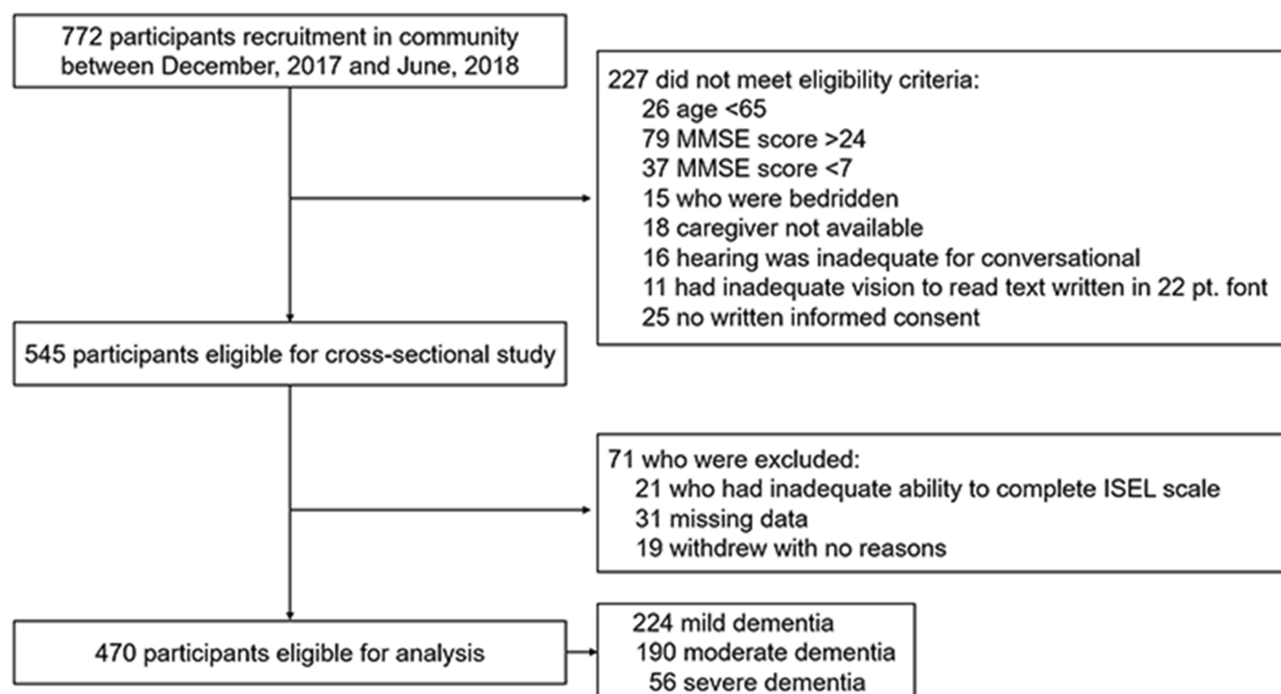 772 participants recruitment in community
between December, 2017 and June, 2018
227 did not meet eligibility criteria:
26 age <65
79 MMSE score >24
37 MMSE score <7
15 who were bedridden
18 caregiver not available
16 hearing was inadequate for conversational
11 had inadequate vision to read text written in 22 pt. font
25 no written informed consent
545 participants eligible for cross-sectional study
71 who were excluded:
21 who had inadequate ability to complete ISEL scale
31 missing data
19 withdrew with no reasons
470 participants eligible for analysis
224 mild dementia
190 moderate dementia
56 severe dementia